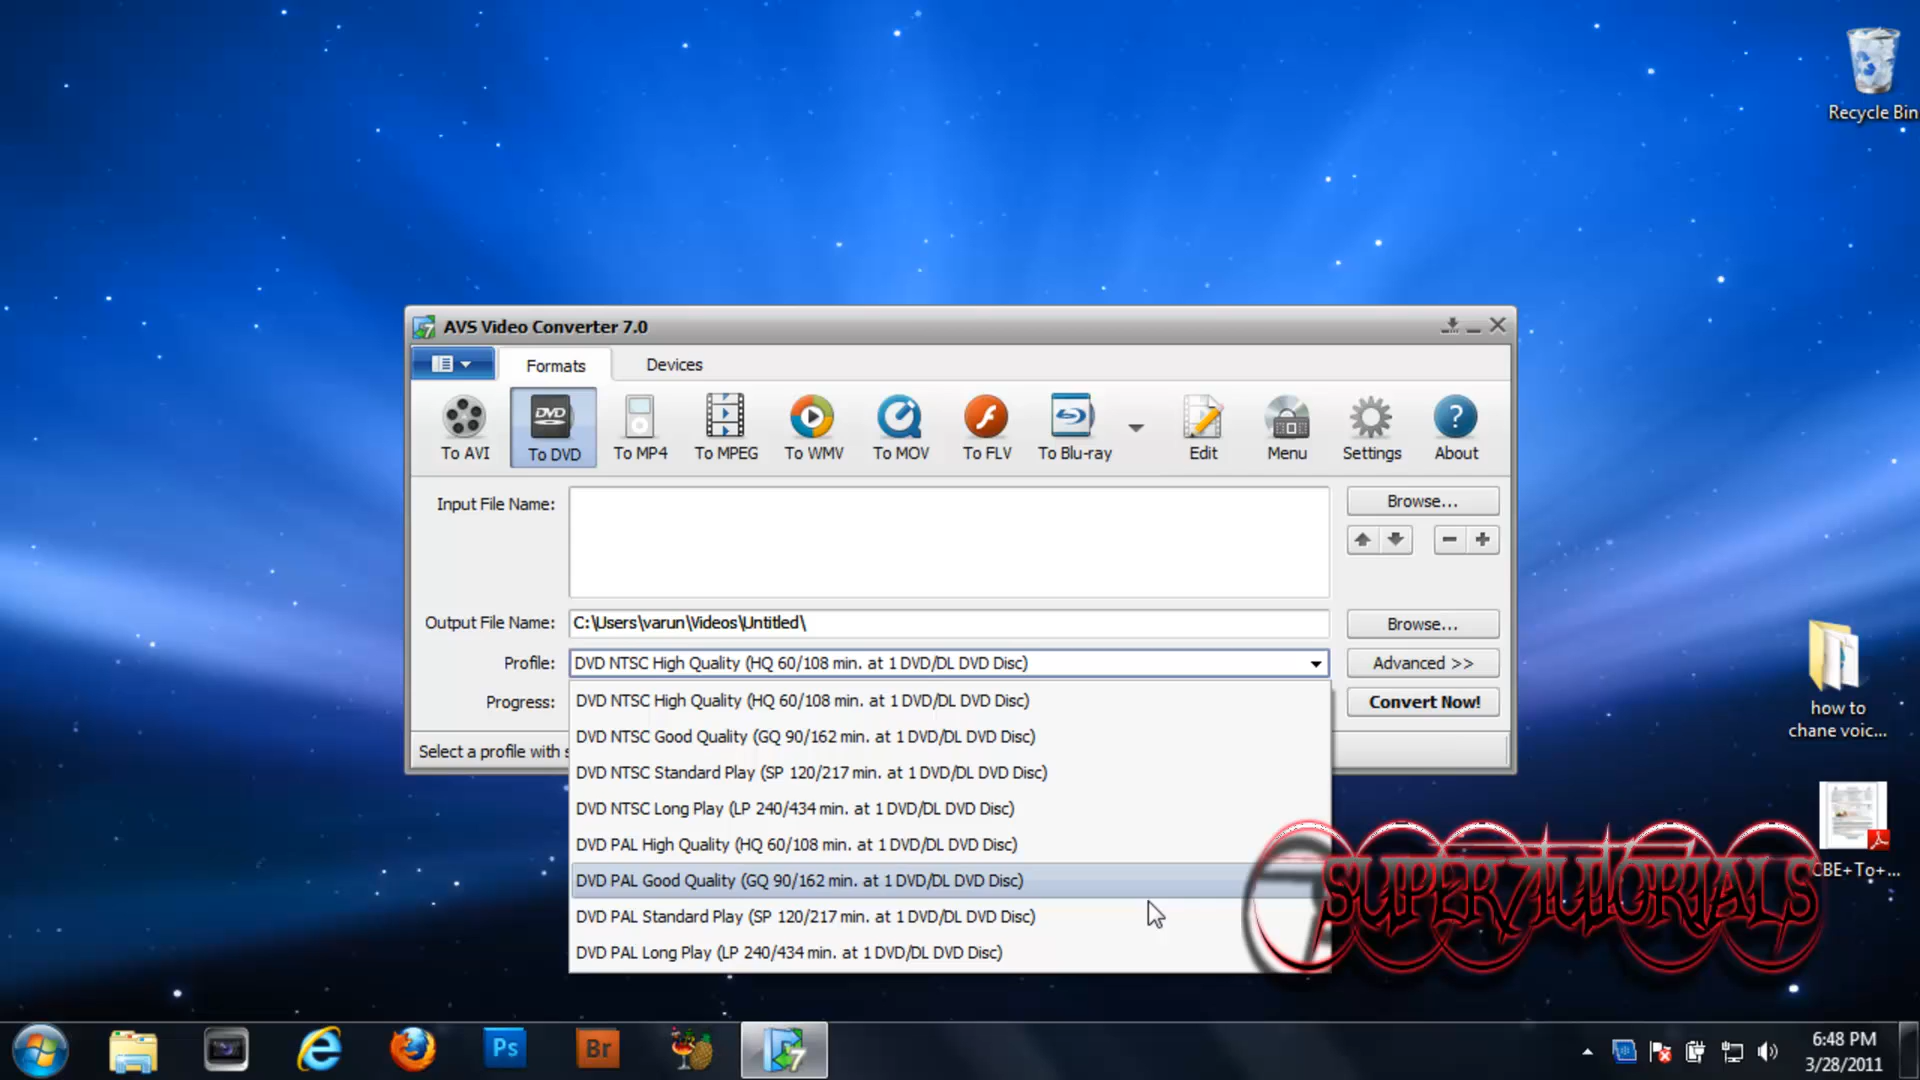 Recycle Bin
AVS Video Converter 7.0
Formats
Devices
To AVI
DVD
To DVD
To MP4
To MPEG
To WMV
To MOV
To FLV
To Blu-ray
Edit
Menu
Settings
?
About
Input File Name:
Browse...
Output File Name:
C:\Users\varun\Videos\Untitled\
Browse...
Profile:
DVD NTSC High Quality (HQ 60/108 min. at 1 DVD/DL DVD Disc)
Advanced >>
Progress:
DVD NTSC High Quality (HQ 60/108 min. at 1 DVD/DL DVD Disc)
Convert Now!
DVD NTSC Good Quality (GQ 90/162 min. at 1 DVD/DL DVD Disc)
Select a profile with
DVD NTSC Standard Play (SP 120/217 min. at 1 DVD/DL DVD Disc)
DVD NTSC Long Play (LP 240/434 min. at 1 DVD/DL DVD Disc)
DVD PAL High Quality (HQ 60/108 min. at 1 DVD/DL DVD Disc)
DVD PAL Good Quality (GQ 90/162 min. at 1 DVD/DL DVD Disc)
DVD PAL Standard Play (SP 120/217 min. at 1 DVD/DL DVD Disc)
DVD PAL Long Play (LP 240/434 min. at 1 DVD/DL DVD Disc)
how to
chane voic...
CBE+To+...
SUPER7UTORIALS
Ps
Br
7
6:48 PM
3/28/2011